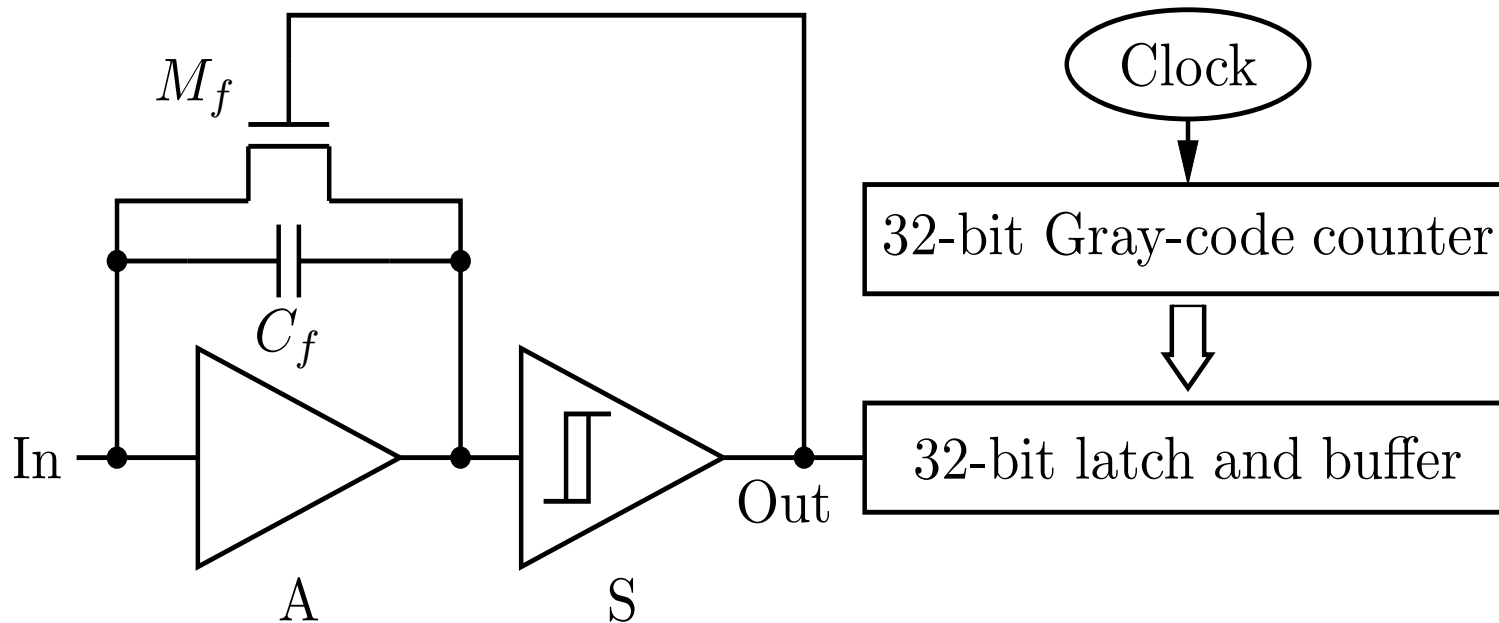 M_f
Clock
32-bit Gray-code counter
C_f
In
32-bit latch and buffer
Out
A
S